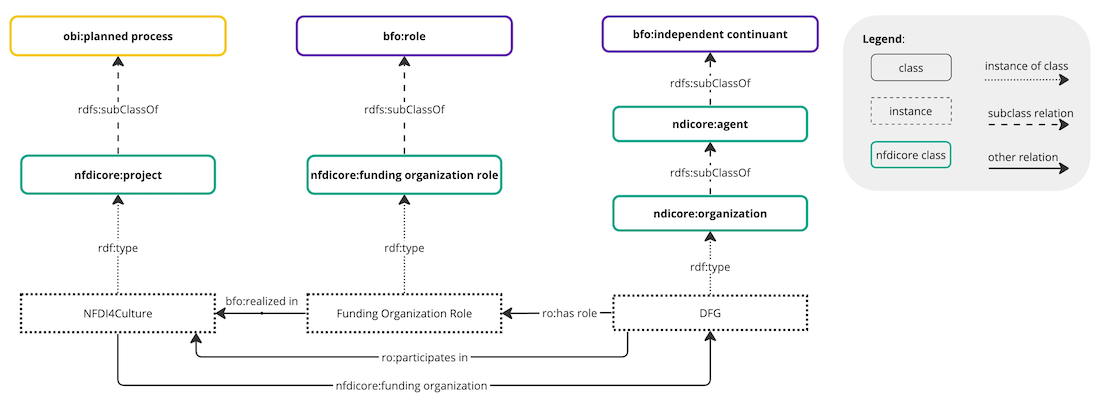 obi:planned process
bfo:role
bfo:independent continuant
Legend:
class
instance of class
instance
subclass relation
nfdicore class
other relation
rdfs:subClassOf
rdfs:subClassOf
rdfs:subClassOf
ndicore:agent
rdfs:subClassOf
nfdicore:project
nfdicore:funding organization role
ndicore:organization
rdf:type
rdf:type
rdf:type
NFDI4Culture
bfo:realized in
Funding Organization Role
ro:has role
DFG
ro:participates in
nfdicore:funding organization